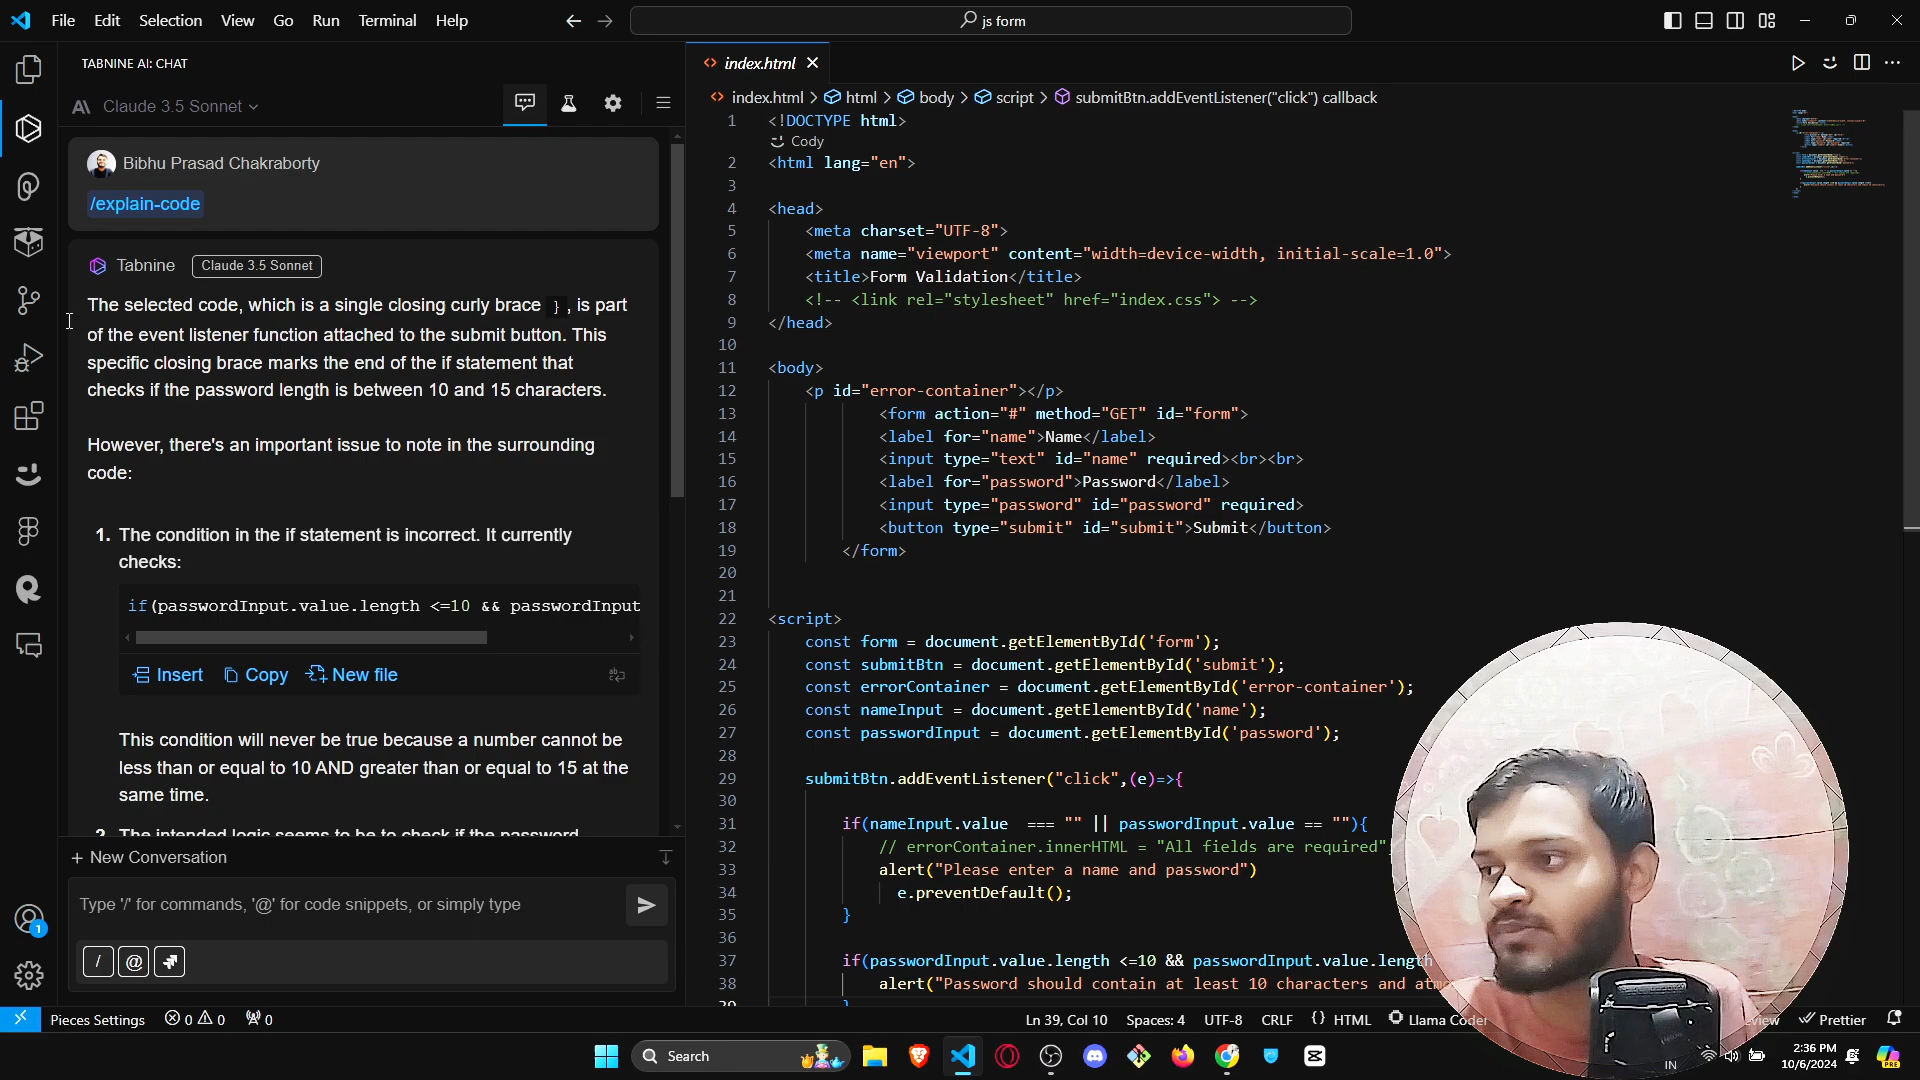 File Edit Selection View Go Run Terminal Help
js form
TABNINE AI: CHAT
Claude 3.5 Sonnet
Bibhu Prasad Chakraborty
/explain-code
Tabnine Claude 3.5 Sonnet
The selected code, which is a single closing curly brace } , is part
of the event listener function attached to the submit button. This
specific closing brace marks the end of the if statement that
checks if the password length is between 10 and 15 characters.
However, there's an important issue to note in the surrounding
code:
1. The condition in the if statement is incorrect. It currently
checks:
if(passwordInput.value.length <=10 && passwordInput
Insert Copy New file
This condition will never be true because a number cannot be
less than or equal to 10 AND greater than or equal to 15 at the
same time.
2. The intended logic seems to be to check if the password
+ New Conversation
Type '/' for commands, '@' for code snippets, or simply type
/ @
index.html
index.html > html > body > script > submitBtn.addEventListener("click") callback
1 <!DOCTYPE html>
Cody
2 <html lang="en">
3
4 <head>
5 <meta charset="UTF-8">
6 <meta name="viewport" content="width=device-width, initial-scale=1.0">
7 <title>Form Validation</title>
8 <!-- <link rel="stylesheet" href="index.css"> -->
9 </head>
10
11 <body>
12 <p id="error-container"></p>
13 <form action="#" method="GET" id="form">
14 <label for="name">Name</label>
15 <input type="text" id="name" required><br><br>
16 <label for="password">Password</label>
17 <input type="password" id="password" required>
18 <button type="submit" id="submit">Submit</button>
19 </form>
20
21
22 <script>
23 const form = document.getElementById('form');
24 const submitBtn = document.getElementById('submit');
25 const errorContainer = document.getElementById('error-container');
26 const nameInput = document.getElementById('name');
27 const passwordInput = document.getElementById('password');
28
29 submitBtn.addEventListener("click",(e)=>{
30
31 if(nameInput.value === "" || passwordInput.value == ""){
32 // errorContainer.innerHTML = "All fields are required"
33 alert("Please enter a name and password")
34 e.preventDefault();
35 }
36
37 if(passwordInput.value.length <=10 && passwordInput.value.length
38 alert("Password should contain at least 10 characters and atmo
39 }
1
Pieces Settings 0 0 0
Ln 39, Col 10 Spaces: 4 UTF-8 CRLF {} HTML Llama Coder Prettier
Search
IN
2:36 PM
10/6/2024
PRE